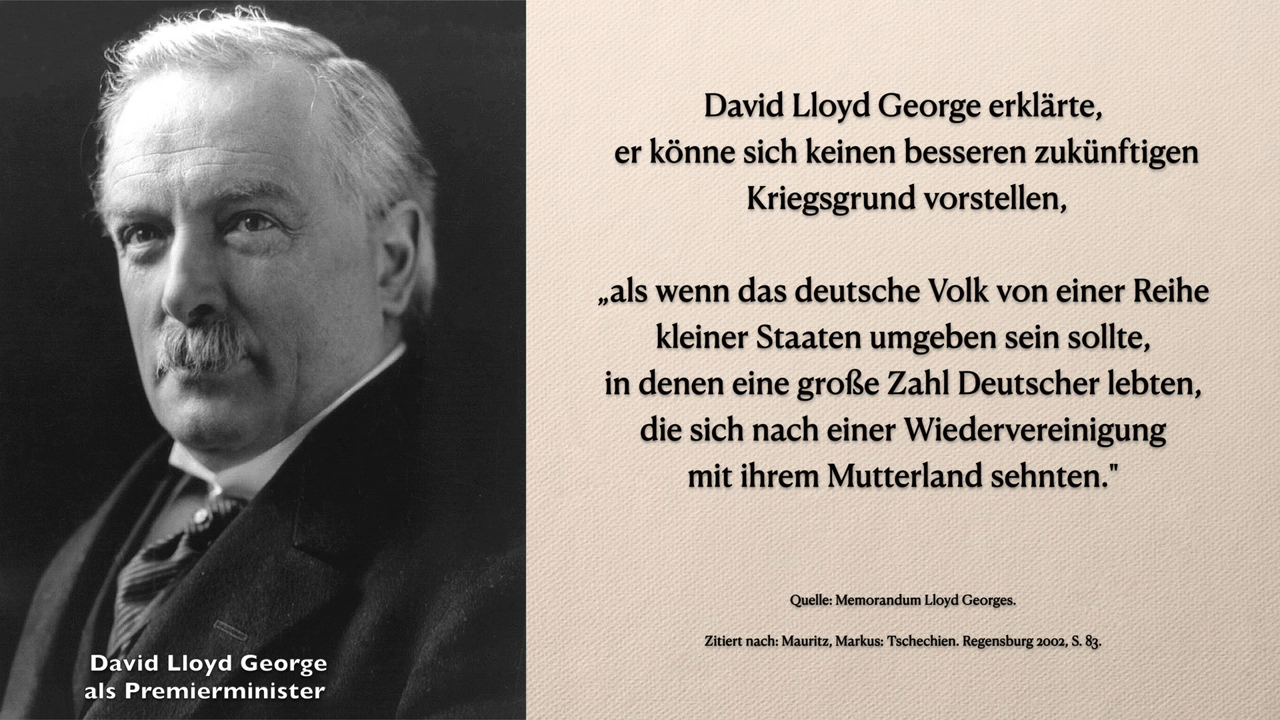 David Lloyd George erklärte,
er könne sich keinen besseren zukünftigen
Kriegsgrund vorstellen,
„als wenn das deutsche Volk von einer Reihe
kleiner Staaten umgeben sein sollte,
in denen eine große Zahl Deutscher lebten,
die sich nach einer Wiedervereinigung
mit ihrem Mutterland sehnten."
Quelle: Memorandum Lloyd Georges.
Zitiert nach: Mauritz, Markus: Tschechien. Regensburg 2002, S. 83.
David Lloyd George
als Premierminister